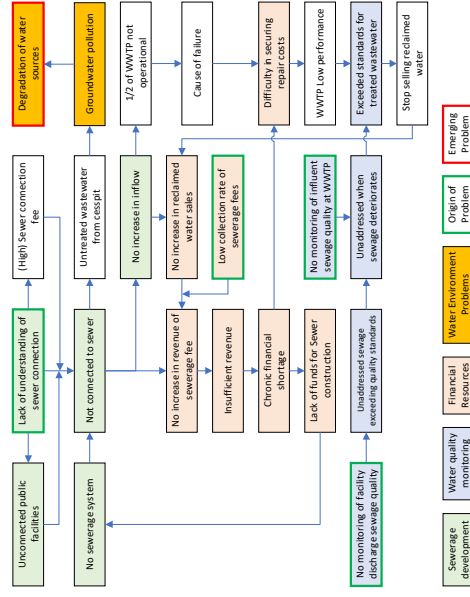 Unconnected public
facilities
Lack of understanding of
sewer connection
(High) Sewer connection
fee
Degradation of water
sources
No sewerage system
Not connected to sewer
Untreated wastewater
from cesspit
Groundwater pollution
No increase in inflow
1/2 of WWTP not
operational
No increase in revenue of
sewerage fee
No increase in reclaimed
water sales
Cause of failure
Insufficient revenue
Low collection rate of
sewerage fees
Chronic financial
shortage
Difficulty in securing
repair costs
Lack of funds for Sewer
construction
No monitoring of influent
sewage quality at WWTP
WWTP Low performance
No monitoring of facility
discharge sewage quality
Unaddressed sewage
exceeding quality standards
Unaddressed when
sewage deteriorates
Exceeded standards for
treated wastewater
Stop selling reclaimed
water
Sewerage
development
Water quality
monitoring
Financial
Resources
Water Environment
Problems
Origin of
Problem
Emerging
Problem